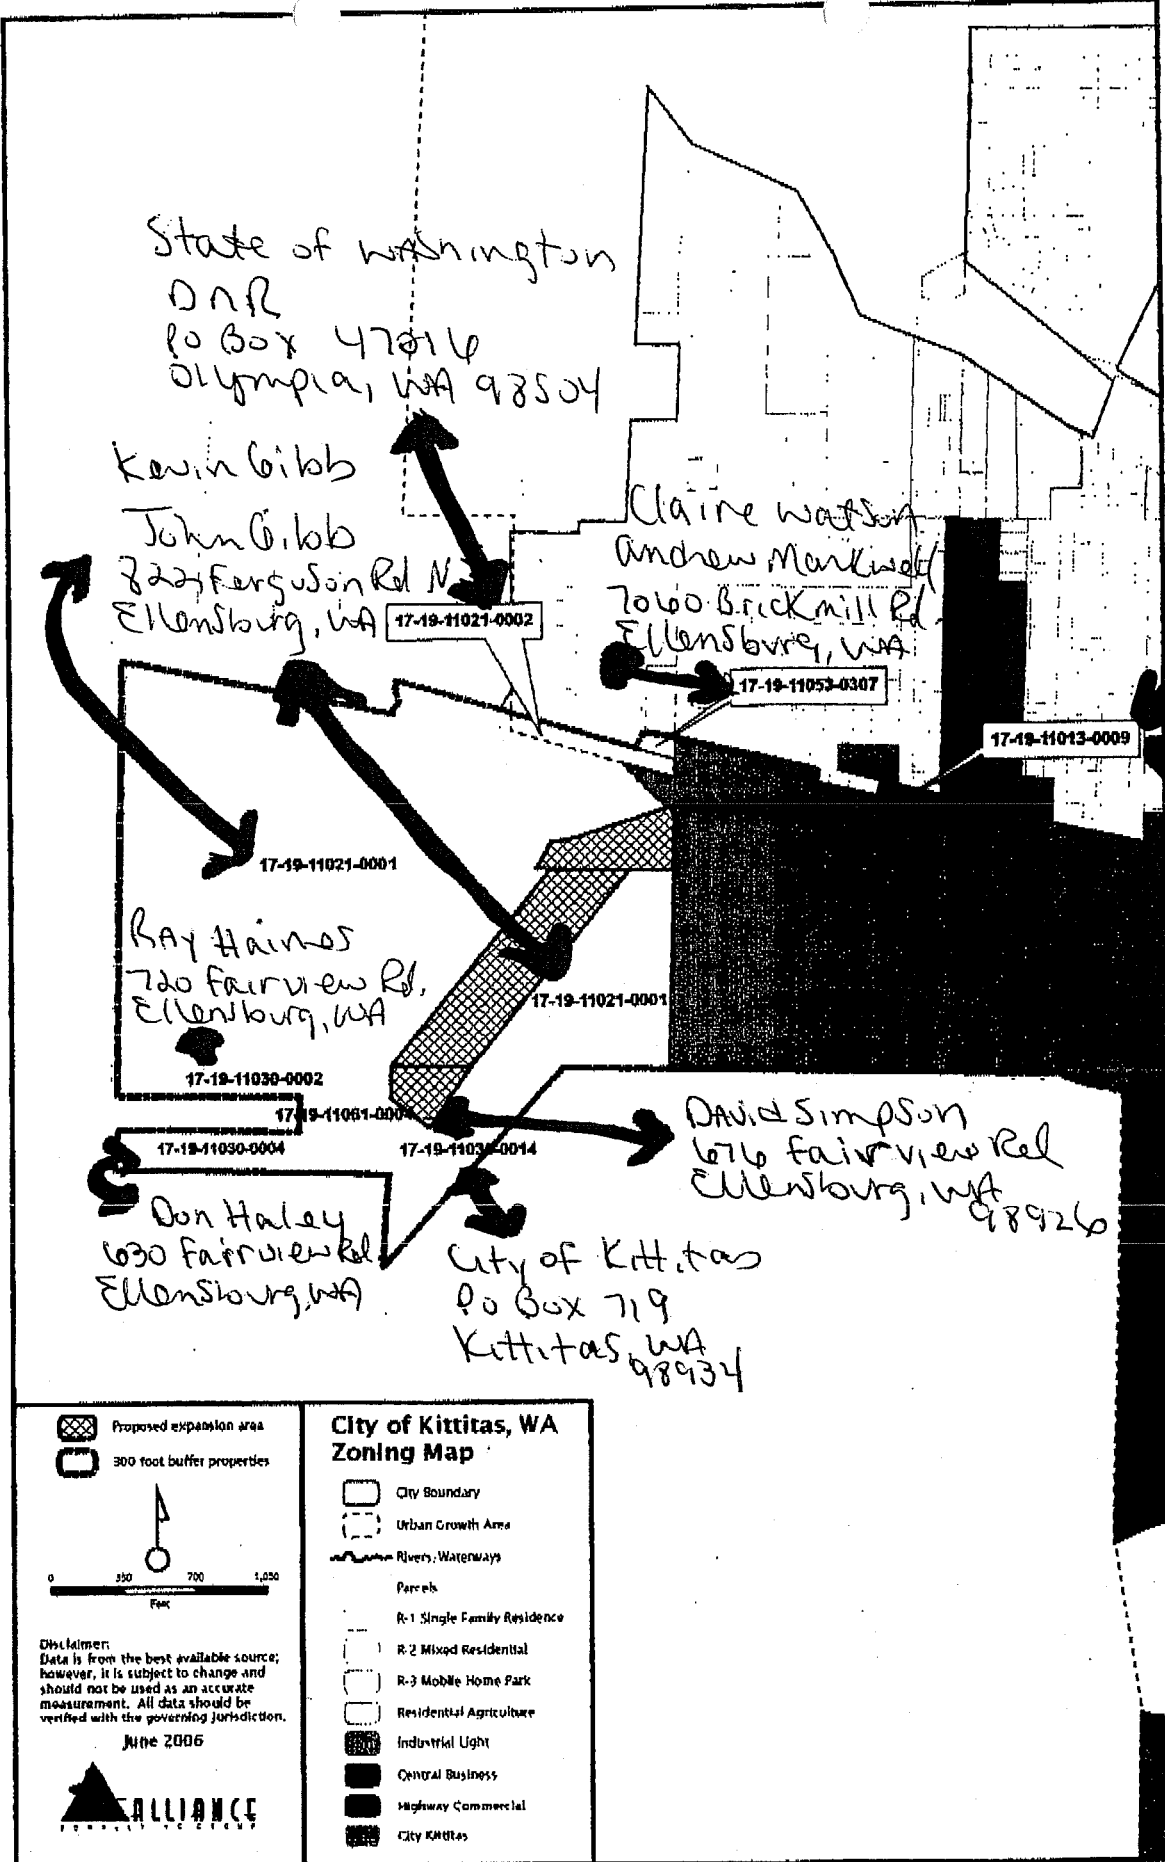 State of Washington
DNR
PO Box 47016
Olympia, WA 98504
Kevin Gibb
John Gibb
8221 Ferguson Rd N
Ellensburg, WA
17-19-11021-0002
Claire Watson
Andrew Markwell
7060 Brickmill Rd
Ellensburg, WA
17-19-11053-0307
17-19-11013-0009
17-19-11021-0001
Ray Haines
720 Fairview Rd,
Ellensburg, WA
17-19-11021-0001
17-19-11030-0002
17-19-11061-0004
17-19-11030-0004
17-19-11030-0014
David Simpson
676 Fairview Rd
Ellensburg, WA
98926
Don Haley
630 Fairview Rd
Ellensburg, WA
City of Kittitas
PO Box 719
Kittitas, WA
98934
Proposed expansion area
300 foot buffer properties
0 350 700 1,050
Feet
Disclaimer:
Data is from the best available source;
however, it is subject to change and
should not be used as an accurate
measurement. All data should be
verified with the governing jurisdiction.
June 2006
ALLIANCE
City of Kittitas, WA
Zoning Map
City Boundary
Urban Growth Area
Rivers, Waterways
Parcels
R-1 Single Family Residence
R-2 Mixed Residential
R-3 Mobile Home Park
Residential Agriculture
Industrial Light
Central Business
Highway Commercial
City Kittitas